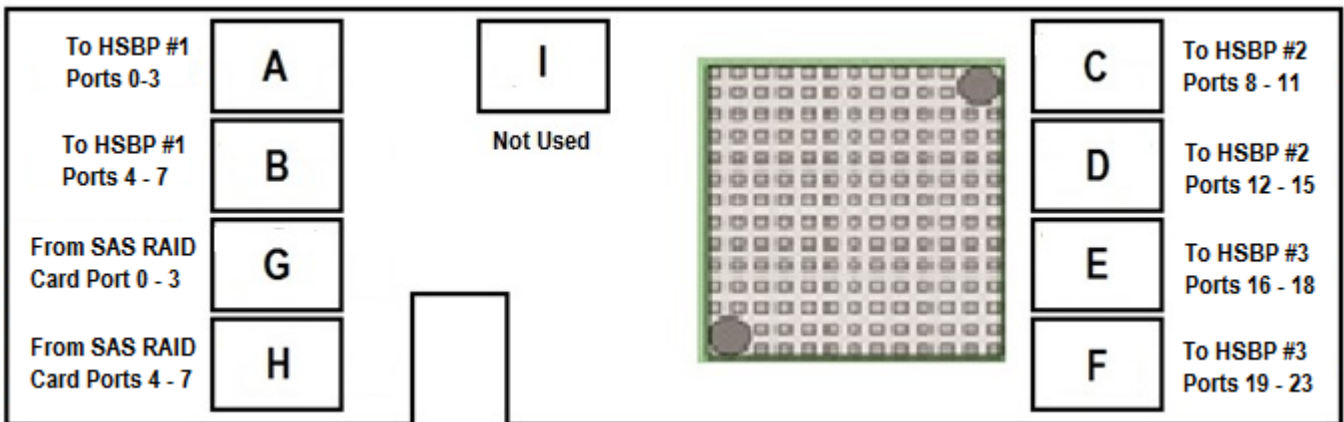 To HSBP #1
Ports 0-3
A
I
Not Used
C
To HSBP #2
Ports 8 - 11
To HSBP #1
Ports 4 - 7
B
D
To HSBP #2
Ports 12 - 15
From SAS RAID
Card Port 0 - 3
G
E
To HSBP #3
Ports 16 - 18
From SAS RAID
Card Ports 4 - 7
H
F
To HSBP #3
Ports 19 - 23